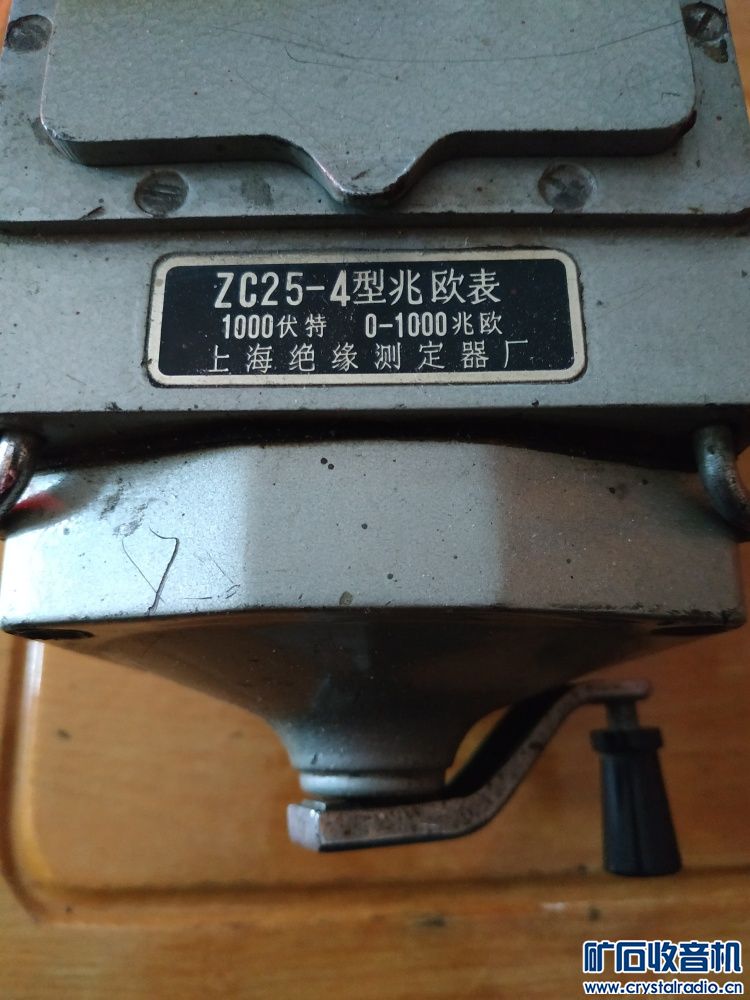 ZC25-4型兆欧表
1000伏特 0-1000兆欧
上海绝缘测定器厂
矿石收音机
www.crystalradio.cn